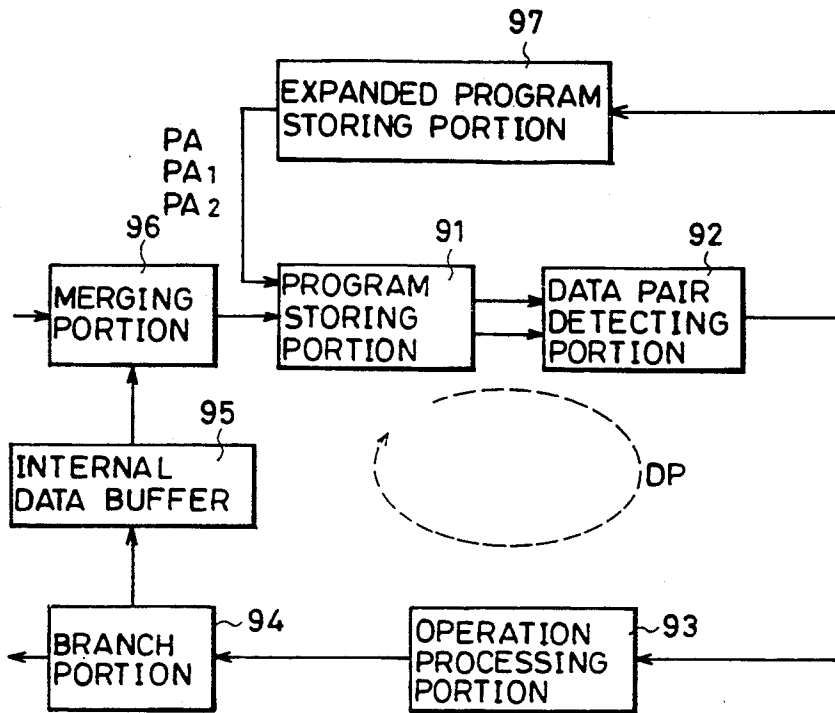 97
EXPANDED PROGRAM
STORING PORTION
PA
PA1
PA2
96
MERGING
PORTION
91
PROGRAM
STORING
PORTION
92
DATA PAIR
DETECTING
PORTION
95
INTERNAL
DATA BUFFER
DP
94
BRANCH
PORTION
93
OPERATION
PROCESSING
PORTION